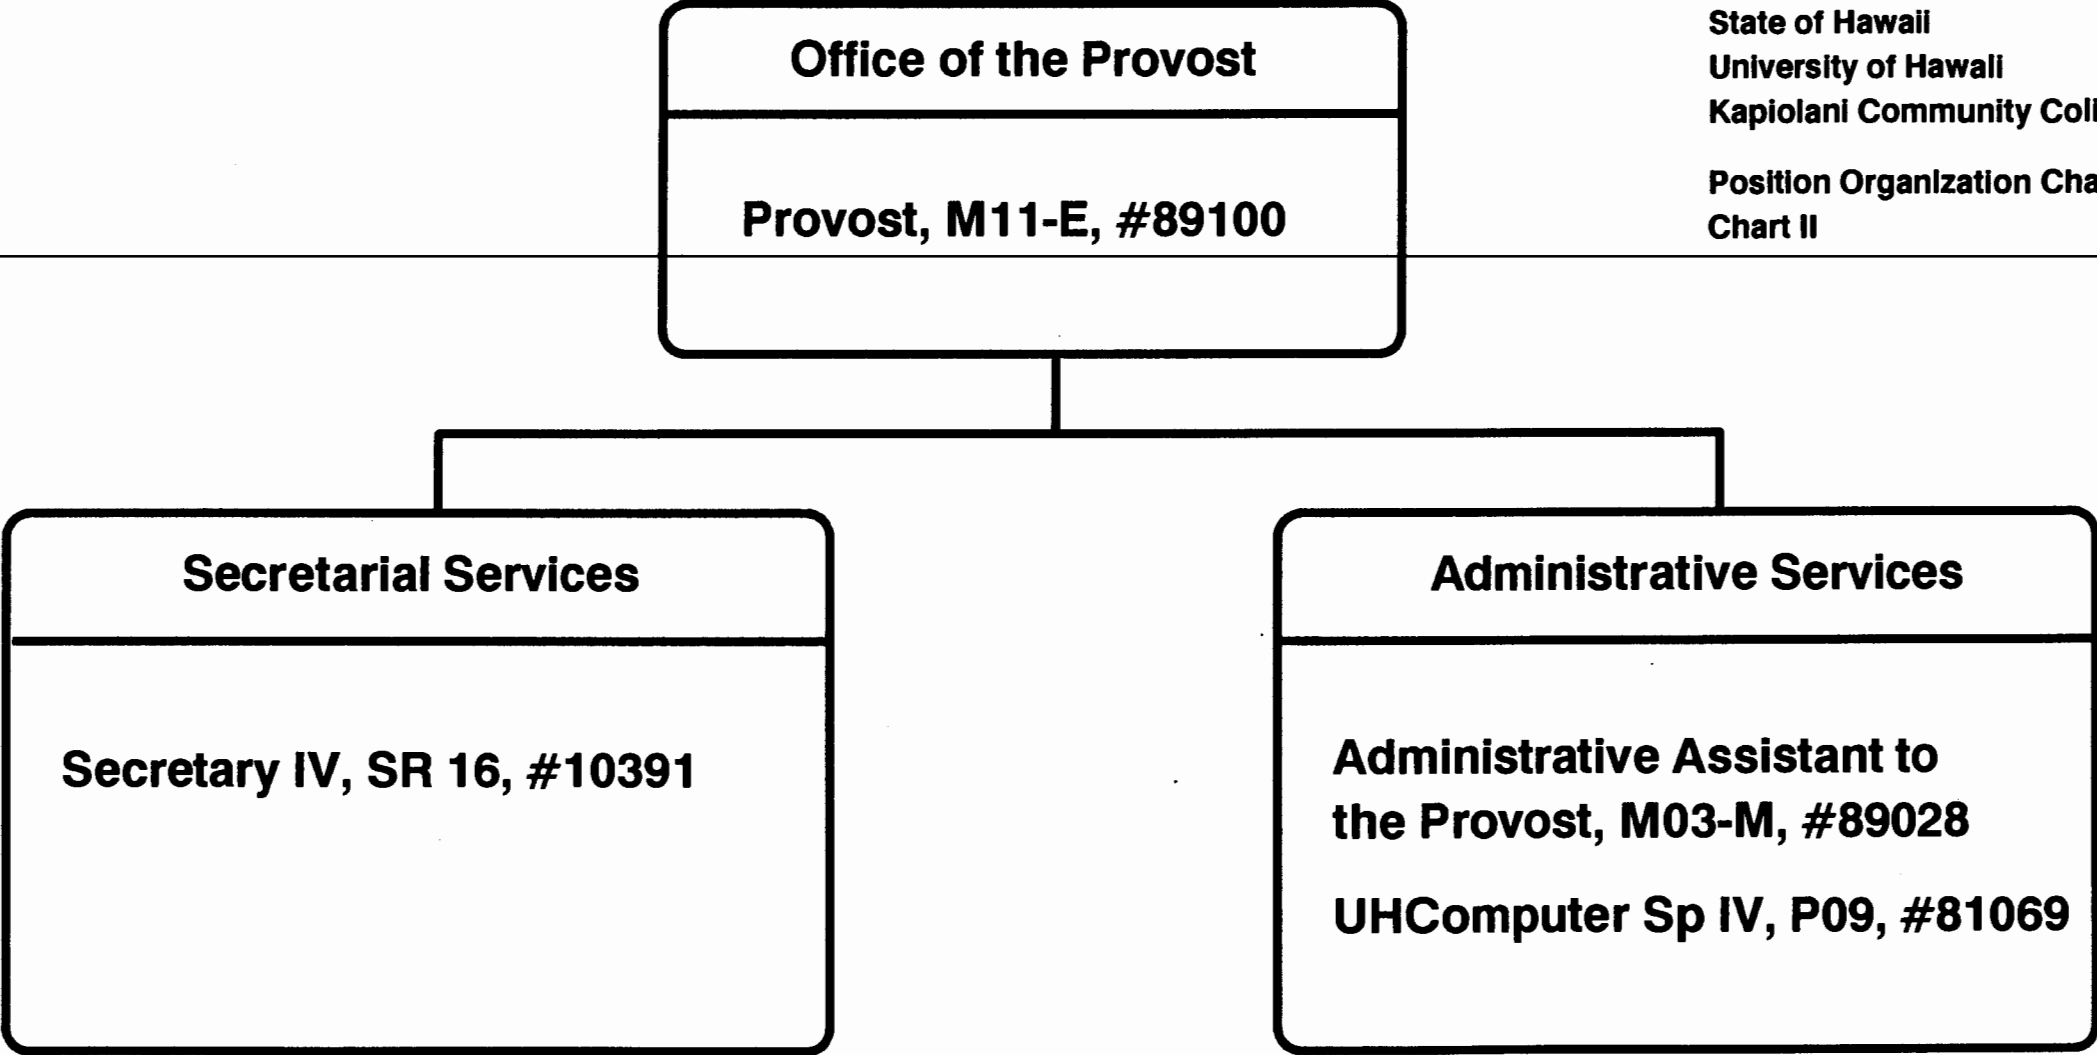 Office of the Provost
Provost, M11-E, #89100
State of Hawaii
University of Hawaii
Kapiolani Community
Position Organization
Chart II
Secretarial Services
Secretary IV, SR 16, #10391
Administrative Services
Administrative Assistant to
the Provost, M03-M, #89028
UHComputer Sp IV, P09, #81069